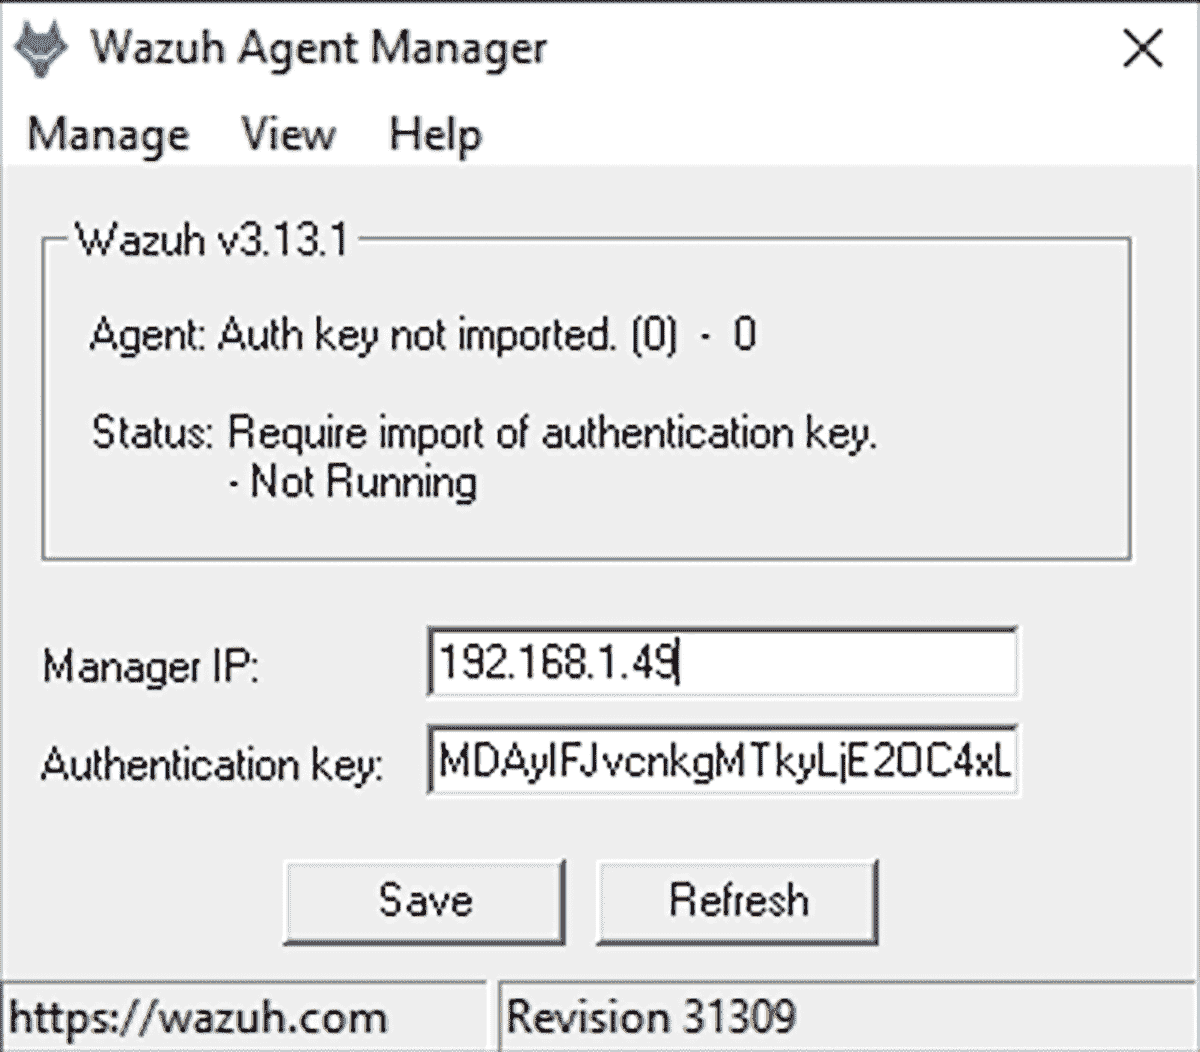 Wazuh Agent Manager
Manage View Help
Wazuh v3.13.1
Agent: Auth key not imported. (0) - 0
Status: Require import of authentication key.
- Not Running
Manager IP: 192.168.1.49
Authentication key: MDAyIFJvcnkgMTkyLjE2OC4xL
Save Refresh
https://wazuh.com Revision 31309